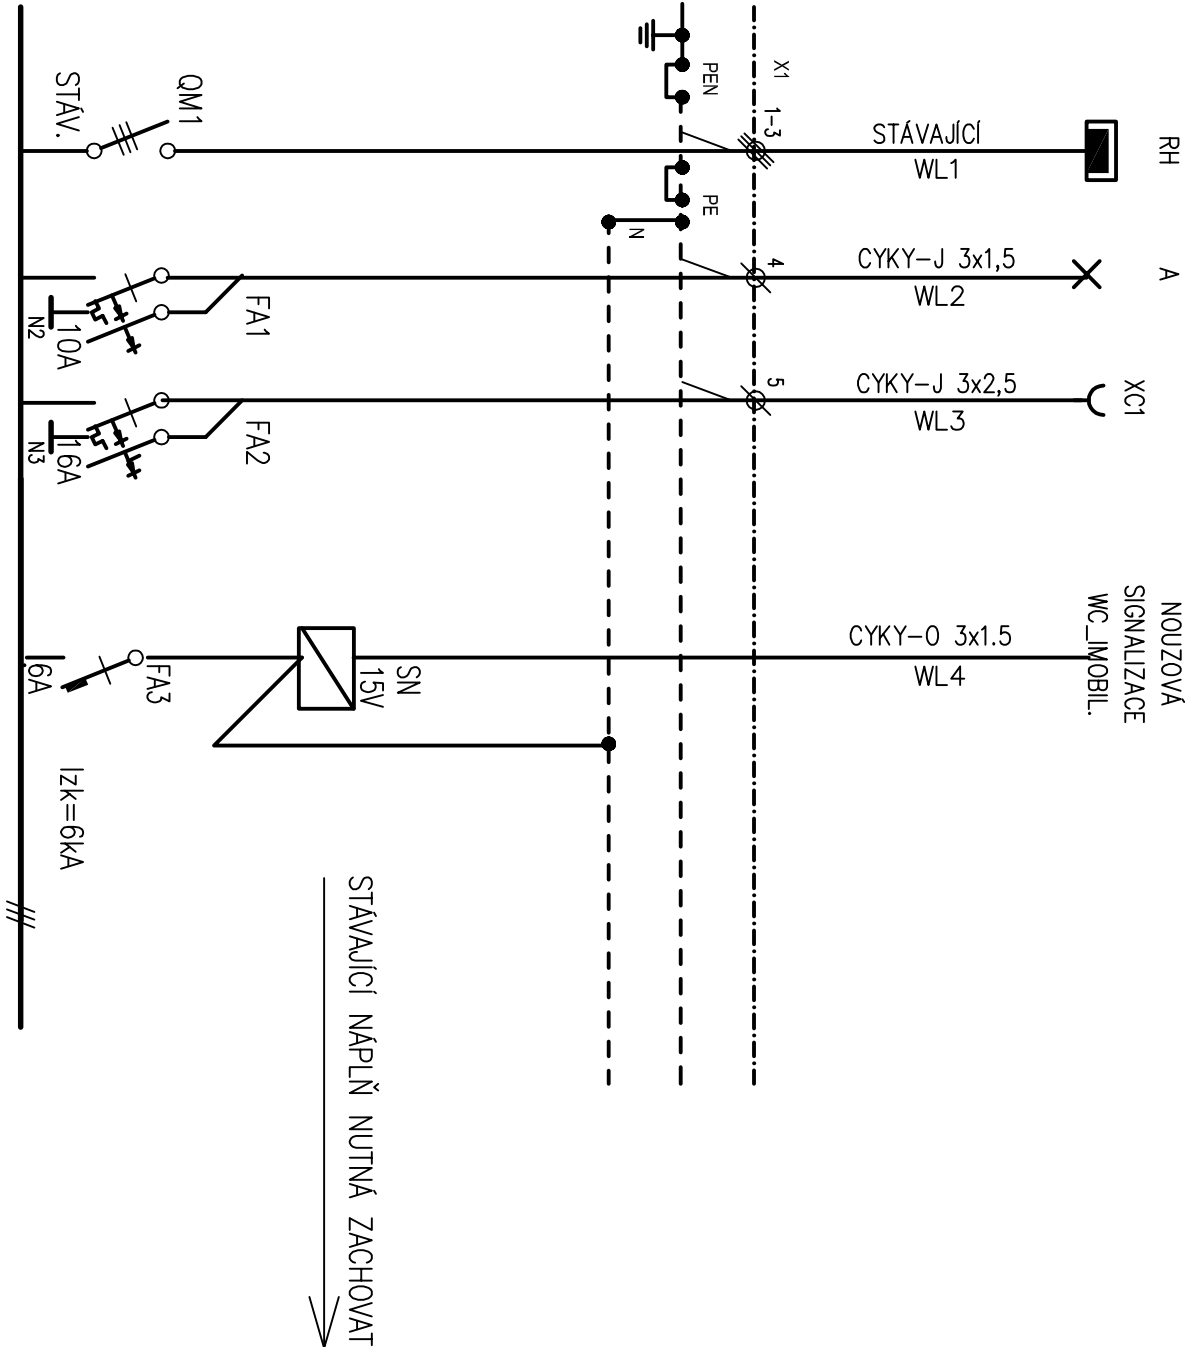 RH
STÁVAJÍCÍ
WL1
X1
1-3
PEN
PE
N
QM1
STÁV.
A
CYKY-J 3x1,5
WL2
4
FA1
10A
N2
XC1
CYKY-J 3x2,5
WL3
5
FA2
16A
N3
NOUZOVÁ
SIGNALIZACE
WC_IMOBIL.
CYKY-O 3x1.5
WL4
SN
15V
FA3
6A
Izk=6kA
STÁVAJÍCÍ NÁPLŇ NUTNÁ ZACHOVAT